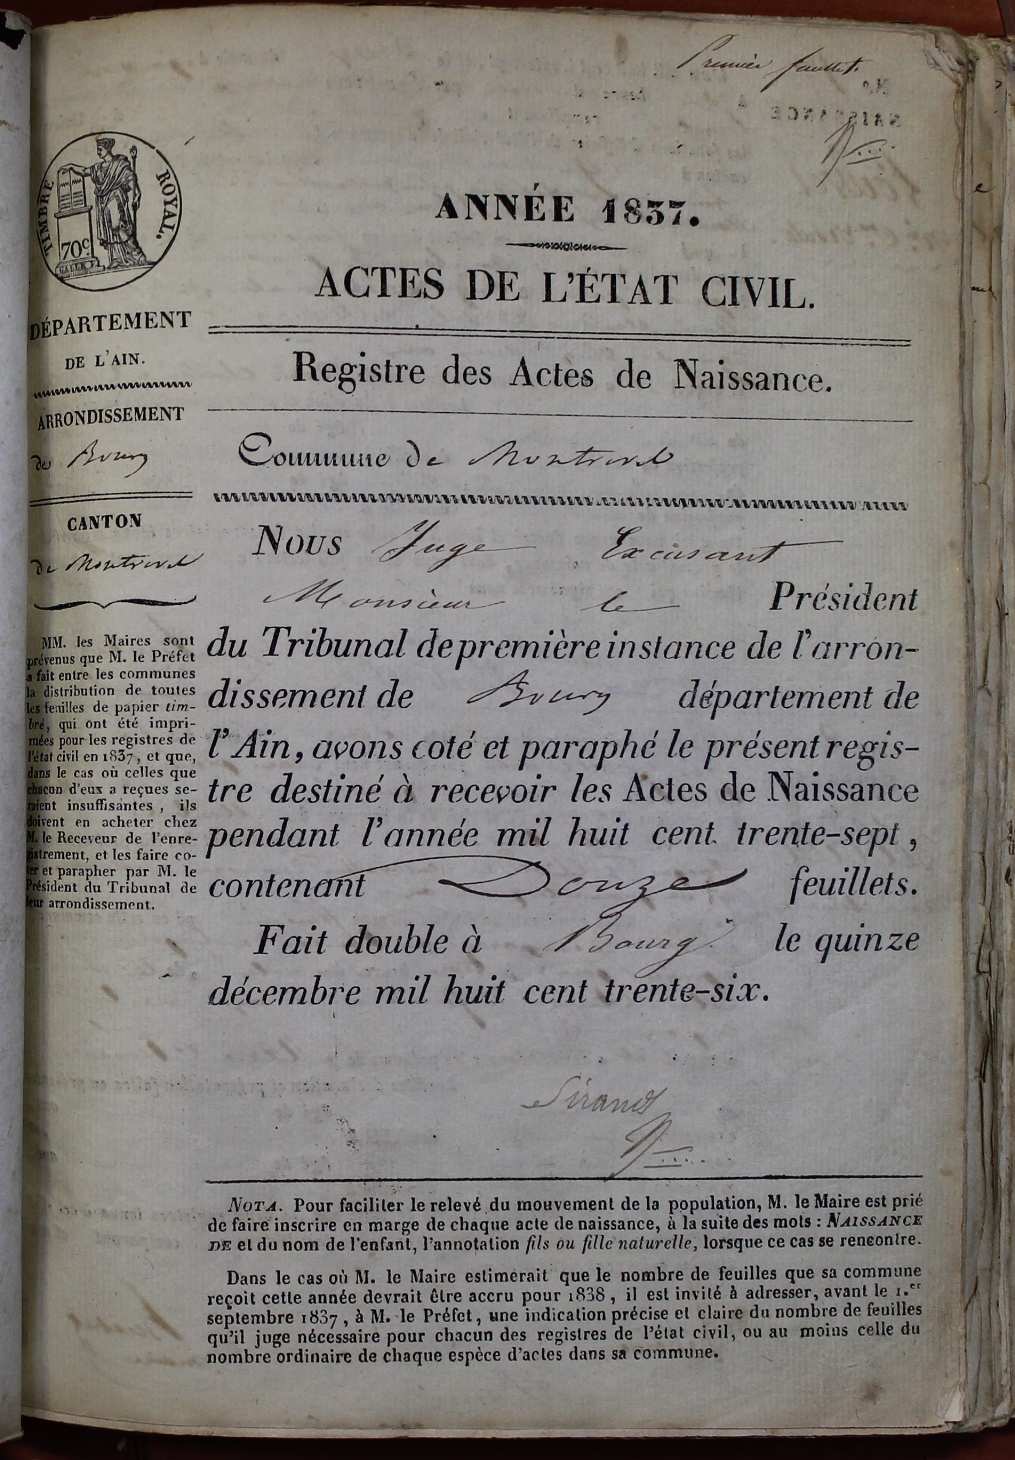 Premier feuillet.
NAISSANCE
TIMBRE ROYAL.
70c
ANNÉE 1837.
ACTES DE L'ÉTAT CIVIL.
DÉPARTEMENT
DE L'AIN.
ARRONDISSEMENT
de Bourg
CANTON
de Montrevel
MM. les Maires sont
prévenus que M. le Préfet
a fait entre les communes
la distribution de toutes
les feuilles de papier tim-
bré, qui ont été impri-
mées pour les registres de
l'état civil en 1837, et que,
dans le cas où celles que
chacun d'eux a reçues se-
raient insuffisantes, ils
doivent en acheter chez
M. le Receveur de l'enre-
gistrement, et les faire co-
ter et parapher par M. le
Président du Tribunal de
leur arrondissement.
Registre des Actes de Naissance.
Commune de Montrevel
Nous Juge Excusant
Monsieur le Président
du Tribunal de première instance de l'arron-
dissement de Bourg département de
l'Ain, avons coté et paraphé le présent regis-
tre destiné à recevoir les Actes de Naissance
pendant l'année mil huit cent trente-sept,
contenant Douze feuillets.
Fait double à Bourg le quinze
décembre mil huit cent trente-six.
NOTA. Pour faciliter le relevé du mouvement de la population, M. le Maire est prié
de faire inscrire en marge de chaque acte de naissance, à la suite des mots : NAISSANCE
DE et du nom de l'enfant, l'annotation fils ou fille naturelle, lorsque ce cas se rencontre.
Dans le cas où M. le Maire estimerait que le nombre de feuilles que sa commune
reçoit cette année devrait être accru pour 1838, il est invité à adresser, avant le 1.er
septembre 1837, à M. le Préfet, une indication précise et claire du nombre de feuilles
qu'il juge nécessaire pour chacun des registres de l'état civil, ou au moins celle du
nombre ordinaire de chaque espèce d'actes dans sa commune.